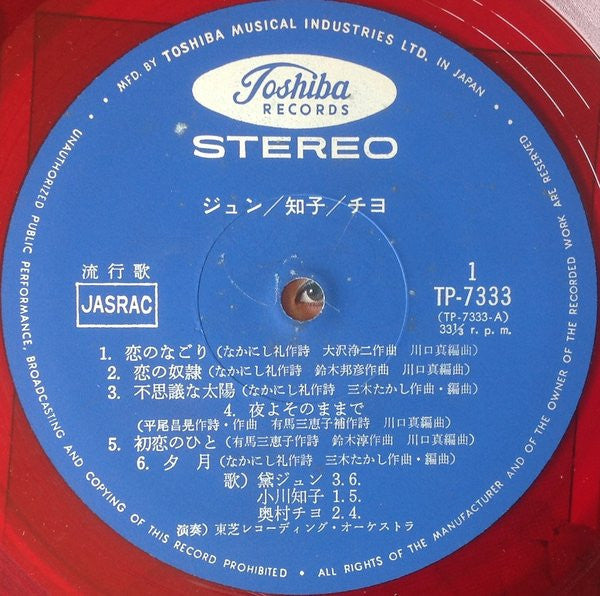 • MFD. BY TOSHIBA MUSICAL INDUSTRIES LTD. IN JAPAN •
Toshiba
RECORDS
STEREO
ジュン／知子／チヨ
流行歌
JASRAC
1
TP-7333
(TP-7333-A)
33⅓ r. p. m.
1. 恋のなごり (なかにし礼作詩 大沢浄二作曲 川口真編曲)
2. 恋の奴隷 (なかにし礼作詩 鈴木邦彦作曲 川口真編曲)
3. 不思議な太陽 (なかにし礼作詩 三木たかし作曲・編曲)
4. 夜よそのままで
(平尾昌晃作詩・作曲 有馬三恵子補作詩 川口真編曲)
5. 初恋のひと (有馬三恵子作詩 鈴木淳作曲 川口真編曲)
6. 夕月 (なかにし礼作詩 三木たかし作曲・編曲)
歌) 黛ジュン 3.6.
小川知子 1.5.
奥村チヨ 2.4.
演奏) 東芝レコーディング・オーケストラ
UNAUTHORIZED PUBLIC PERFORMANCE, BROADCASTING AND COPYING OF THIS RECORD PROHIBITED • ALL RIGHTS OF THE MANUFACTURER AND OF THE OWNER OF THE RECORDED WORK ARE RESERVED